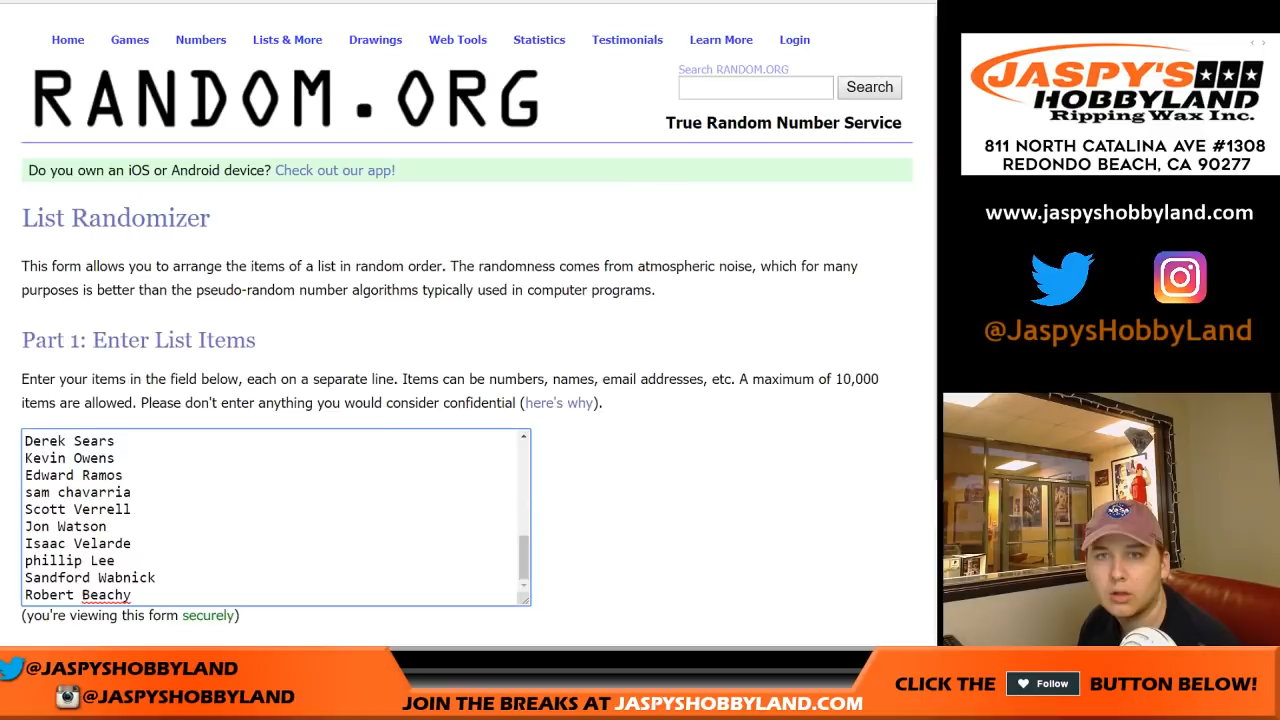 Home Games Numbers Lists & More Drawings Web Tools Statistics Testimonials Learn More Login
RANDOM.ORG
Search RANDOM.ORG
Search
True Random Number Service
Do you own an iOS or Android device? Check out our app!
List Randomizer
This form allows you to arrange the items of a list in random order. The randomness comes from atmospheric noise, which for many
purposes is better than the pseudo-random number algorithms typically used in computer programs.
Part 1: Enter List Items
Enter your items in the field below, each on a separate line. Items can be numbers, names, email addresses, etc. A maximum of 10,000
items are allowed. Please don't enter anything you would consider confidential (here's why).
Derek Sears
Kevin Owens
Edward Ramos
sam chavarria
Scott Verrell
Jon Watson
Isaac Velarde
phillip Lee
Sandford Wabnick
Robert Beachy
(you're viewing this form securely)
JASPY'S
HOBBYLAND
Ripping Wax Inc.
811 NORTH CATALINA AVE #1308
REDONDO BEACH, CA 90277
www.jaspyshobbyland.com
@JaspysHobbyLand
@JASPYSHOBBYLAND
@JASPYSHOBBYLAND
JOIN THE BREAKS AT JASPYSHOBBYLAND.COM
CLICK THE Follow BUTTON BELOW!